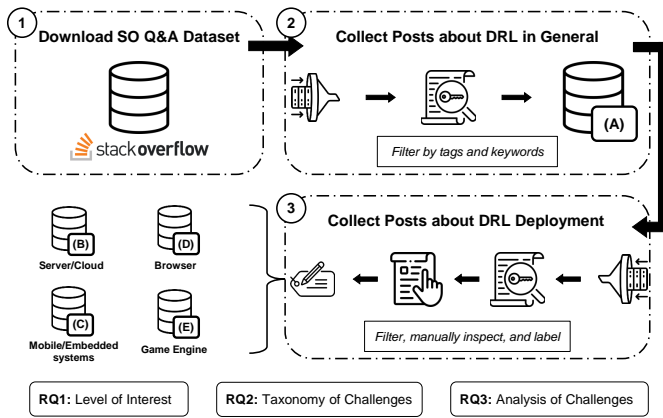 1
Download SO Q&A Dataset
stackoverflow
2
Collect Posts about DRL in General
(A)
Filter by tags and keywords
3
Collect Posts about DRL Deployment
Filter, manually inspect, and label
(B)
Server/Cloud
(D)
Browser
(C)
Mobile/Embedded
systems
(E)
Game Engine
RQ1: Level of Interest
RQ2: Taxonomy of Challenges
RQ3: Analysis of Challenges